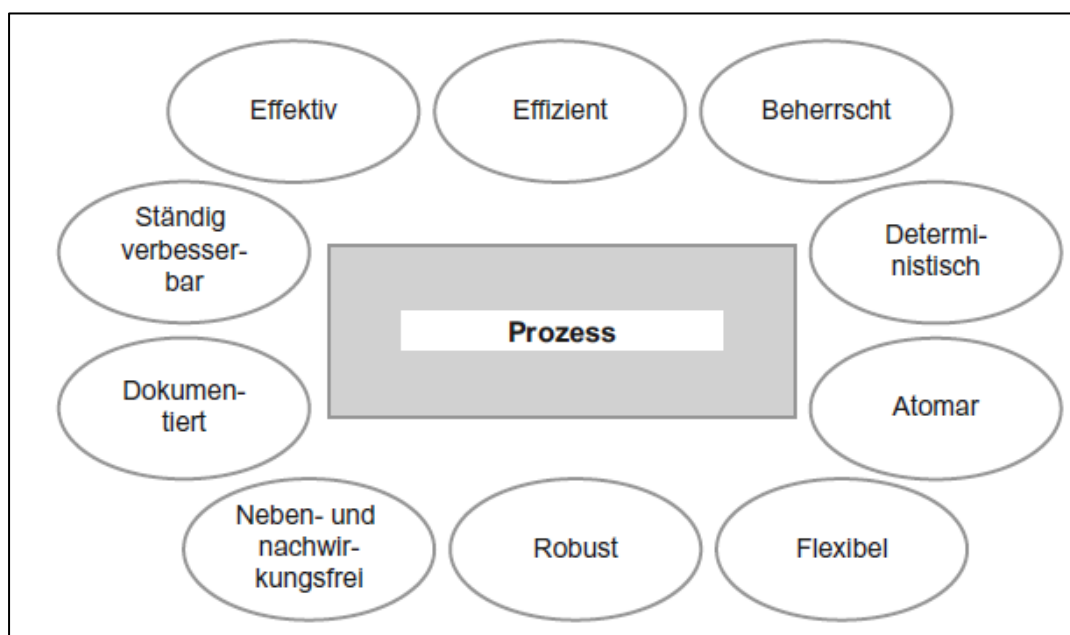 Effektiv
Effizient
Beherrscht
Ständig
verbesser-
bar
Determi-
nistisch
Prozess
Dokumen-
tiert
Atomar
Neben- und
nachwir-
kungsfrei
Robust
Flexibel